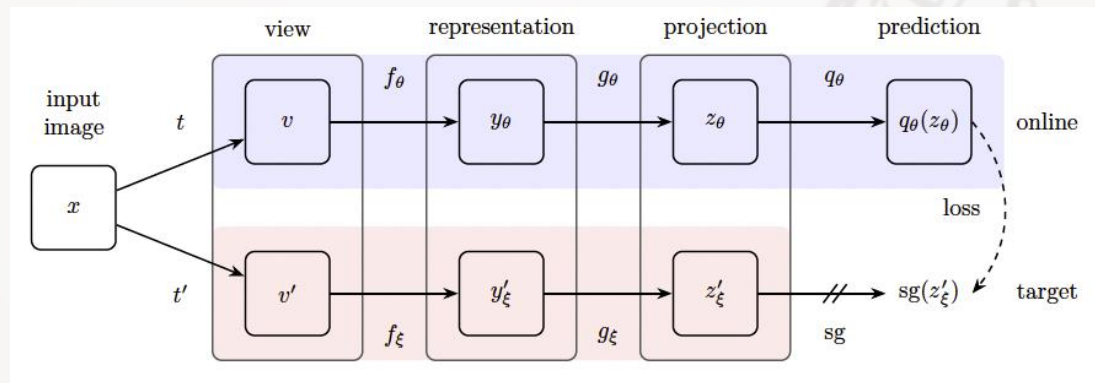 view
representation
projection
prediction
input
image
t
f_θ
g_θ
q_θ
x
v
y_θ
z_θ
q_θ(z_θ)
online
loss
t′
v′
y′_ξ
z′_ξ
sg(z′_ξ)
target
f_ξ
g_ξ
sg